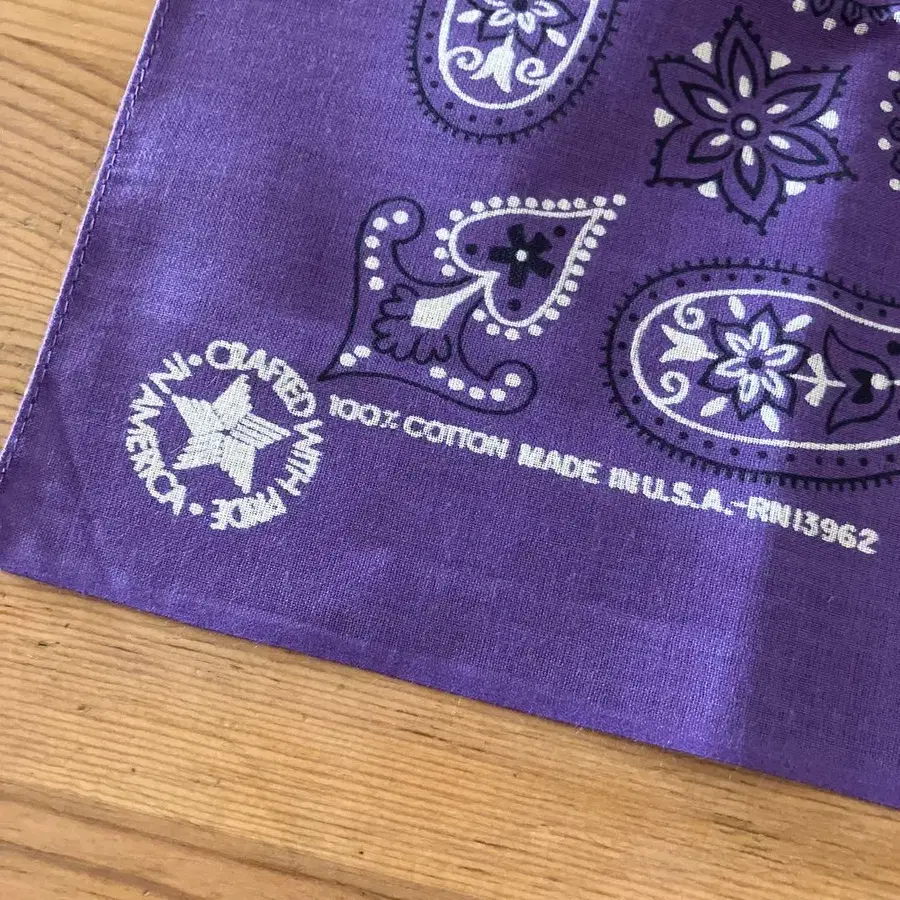 CRAFTED WITH PRIDE • IN AMERICA •
100% COTTON MADE IN U.S.A.-RN13962